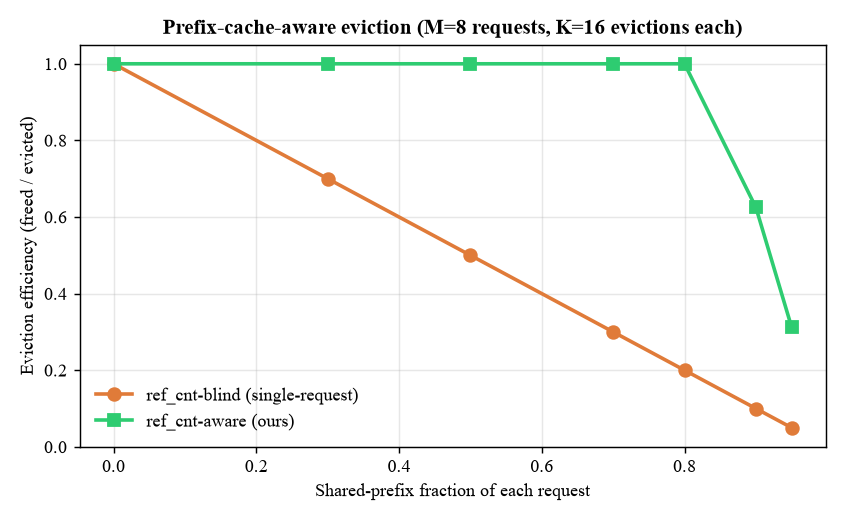 Prefix-cache-aware eviction (M=8 requests, K=16 evictions each)
Eviction efficiency (freed / evicted)
1.0
0.8
0.6
0.4
0.2
0.0
ref_cnt-blind (single-request)
ref_cnt-aware (ours)
0.0 0.2 0.4 0.6 0.8
Shared-prefix fraction of each request